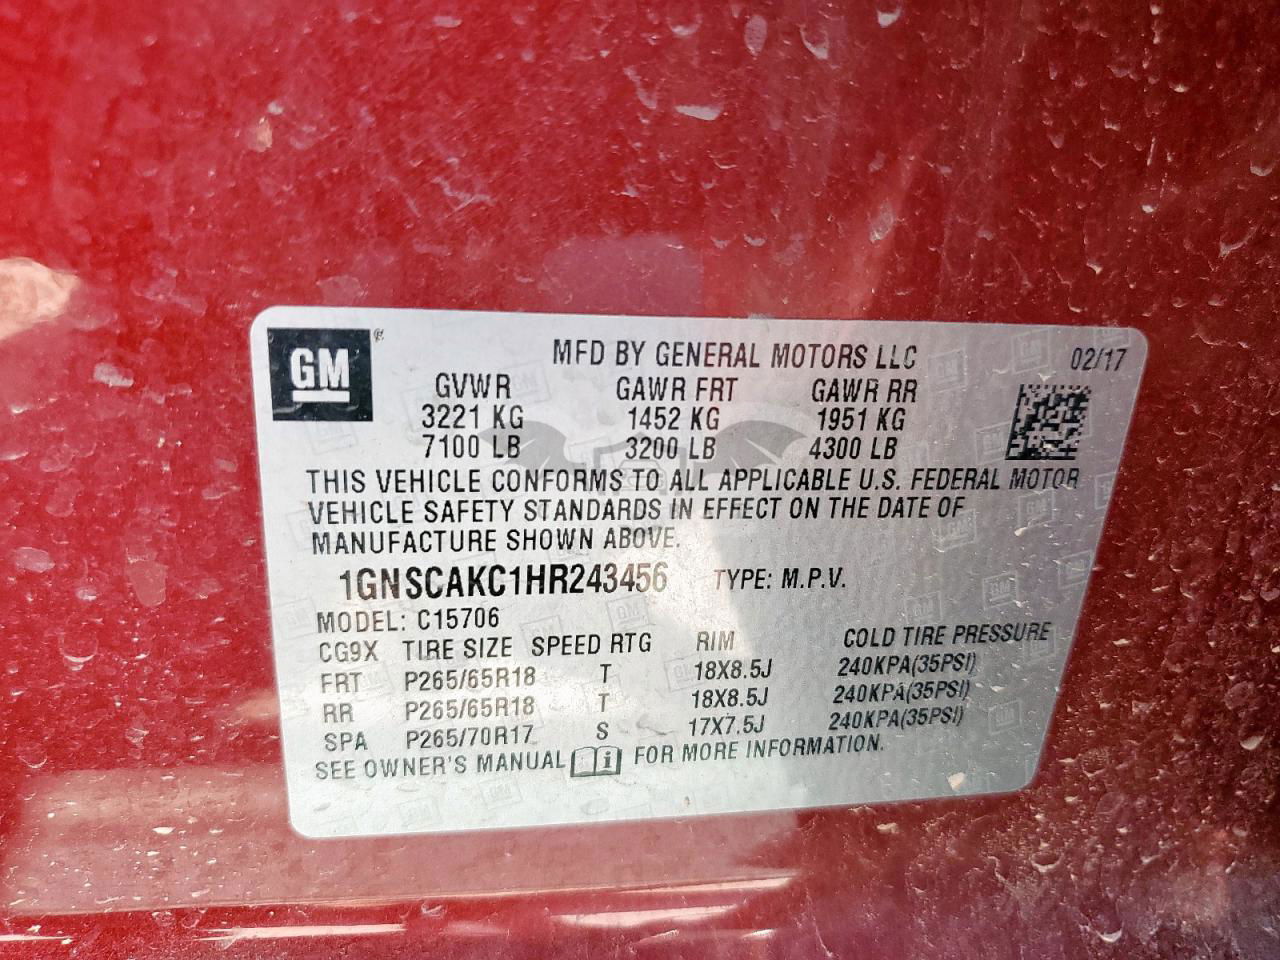 GM
MFD BY GENERAL MOTORS LLC 02/17
GVWR GAWR FRT GAWR RR
3221 KG 1452 KG 1951 KG
7100 LB 3200 LB 4300 LB
THIS VEHICLE CONFORMS TO ALL APPLICABLE U.S. FEDERAL MOTOR
VEHICLE SAFETY STANDARDS IN EFFECT ON THE DATE OF
MANUFACTURE SHOWN ABOVE.
1GNSCAKC1HR243456 TYPE: M.P.V.
MODEL: C15706
CG9X TIRE SIZE SPEED RTG RIM COLD TIRE PRESSURE
FRT P265/65R18 T 18X8.5J 240KPA(35PSI)
RR P265/65R18 T 18X8.5J 240KPA(35PSI)
SPA P265/70R17 S 17X7.5J 240KPA(35PSI)
SEE OWNER'S MANUAL i FOR MORE INFORMATION.